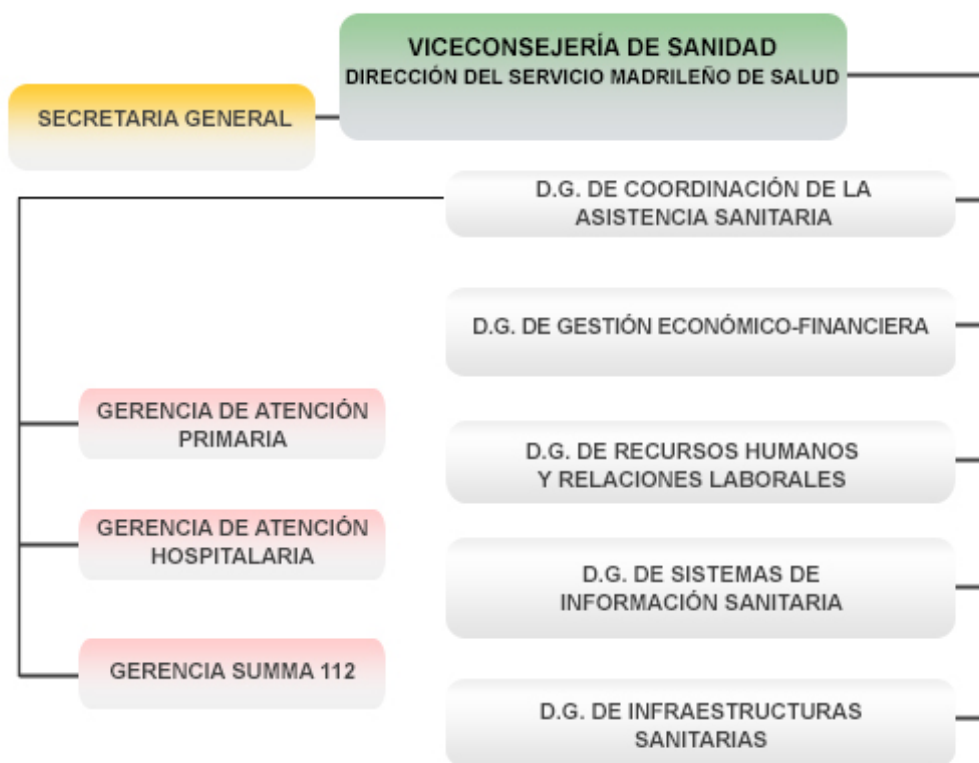 VICECONSEJERÍA DE SANIDAD
DIRECCIÓN DEL SERVICIO MADRILEÑO DE SALUD
SECRETARIA GENERAL
D.G. DE COORDINACIÓN DE LA
ASISTENCIA SANITARIA
D.G. DE GESTIÓN ECONÓMICO-FINANCIERA
GERENCIA DE ATENCIÓN
PRIMARIA
D.G. DE RECURSOS HUMANOS
Y RELACIONES LABORALES
GERENCIA DE ATENCIÓN
HOSPITALARIA
D.G. DE SISTEMAS DE
INFORMACIÓN SANITARIA
GERENCIA SUMMA 112
D.G. DE INFRAESTRUCTURAS
SANITARIAS